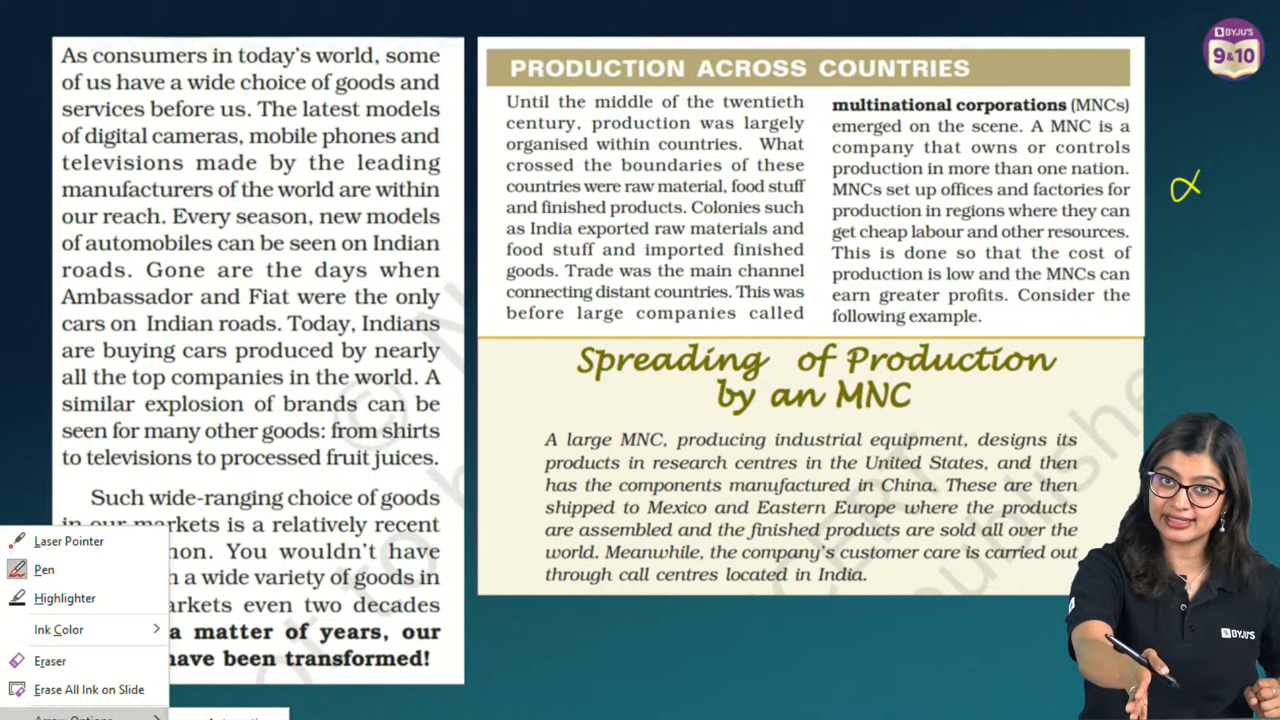 As consumers in today's world, some
of us have a wide choice of goods and
services before us. The latest models
of digital cameras, mobile phones and
televisions made by the leading
manufacturers of the world are within
our reach. Every season, new models
of automobiles can be seen on Indian
roads. Gone are the days when
Ambassador and Fiat were the only
cars on Indian roads. Today, Indians
are buying cars produced by nearly
all the top companies in the world. A
similar explosion of brands can be
seen for many other goods: from shirts
to televisions to processed fruit juices.
Such wide-ranging choice of goods
in our markets is a relatively recent
non. You wouldn't have
a wide variety of goods in
arkets even two decades
a matter of years, our
have been transformed!
PRODUCTION ACROSS COUNTRIES
Until the middle of the twentieth
century, production was largely
organised within countries. What
crossed the boundaries of these
countries were raw material, food stuff
and finished products. Colonies such
as India exported raw materials and
food stuff and imported finished
goods. Trade was the main channel
connecting distant countries. This was
before large companies called
multinational corporations (MNCs)
emerged on the scene. A MNC is a
company that owns or controls
production in more than one nation.
MNCs set up offices and factories for
production in regions where they can
get cheap labour and other resources.
This is done so that the cost of
production is low and the MNCs can
earn greater profits. Consider the
following example.
Spreading of Production
by an MNC
A large MNC, producing industrial equipment, designs its
products in research centres in the United States, and then
has the components manufactured in China. These are then
shipped to Mexico and Eastern Europe where the products
are assembled and the finished products are sold all over the
world. Meanwhile, the company's customer care is carried out
through call centres located in India.
Laser Pointer
Pen
Highlighter
Ink Color
Eraser
Erase All Ink on Slide
Arrow Options
BYJU'S
9&10
BYJU'S